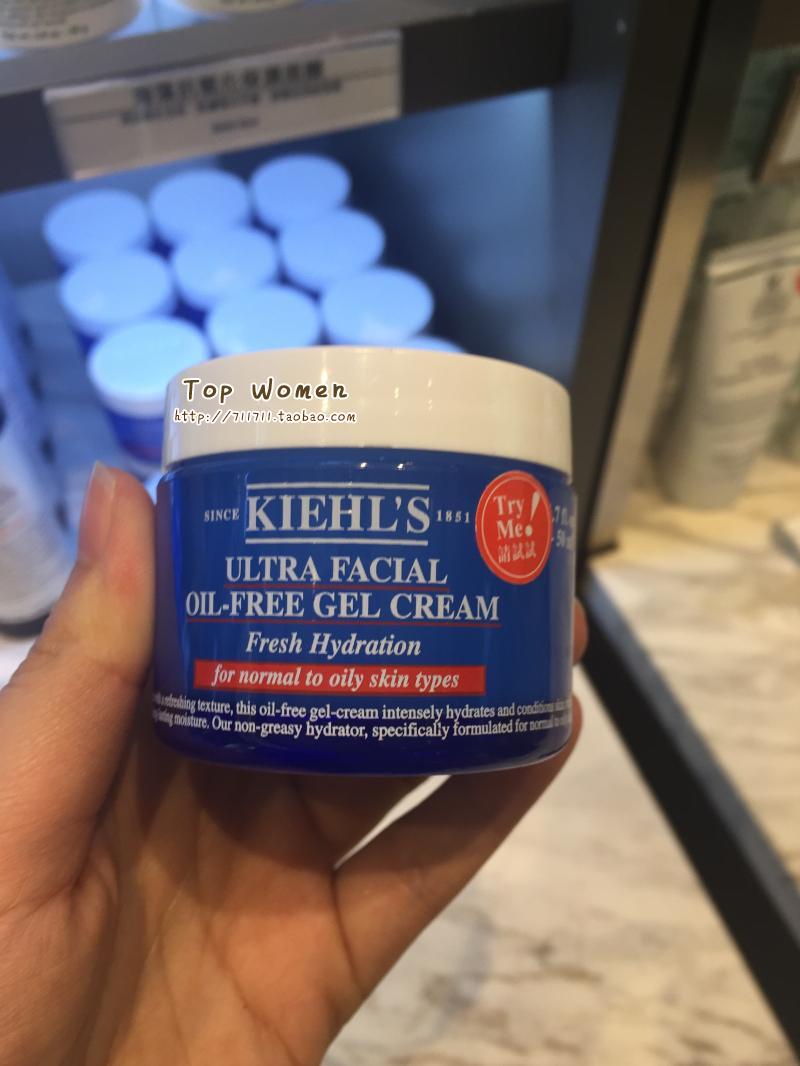 Top Women
http://711711.taobao.com
SINCE KIEHL'S 1851
Try
Me!
請試試
ULTRA FACIAL
OIL-FREE GEL CREAM
Fresh Hydration
for normal to oily skin types
a refreshing texture, this oil-free gel-cream intensely hydrates and conditions
lasting moisture. Our non-greasy hydrator, specifically formulated for